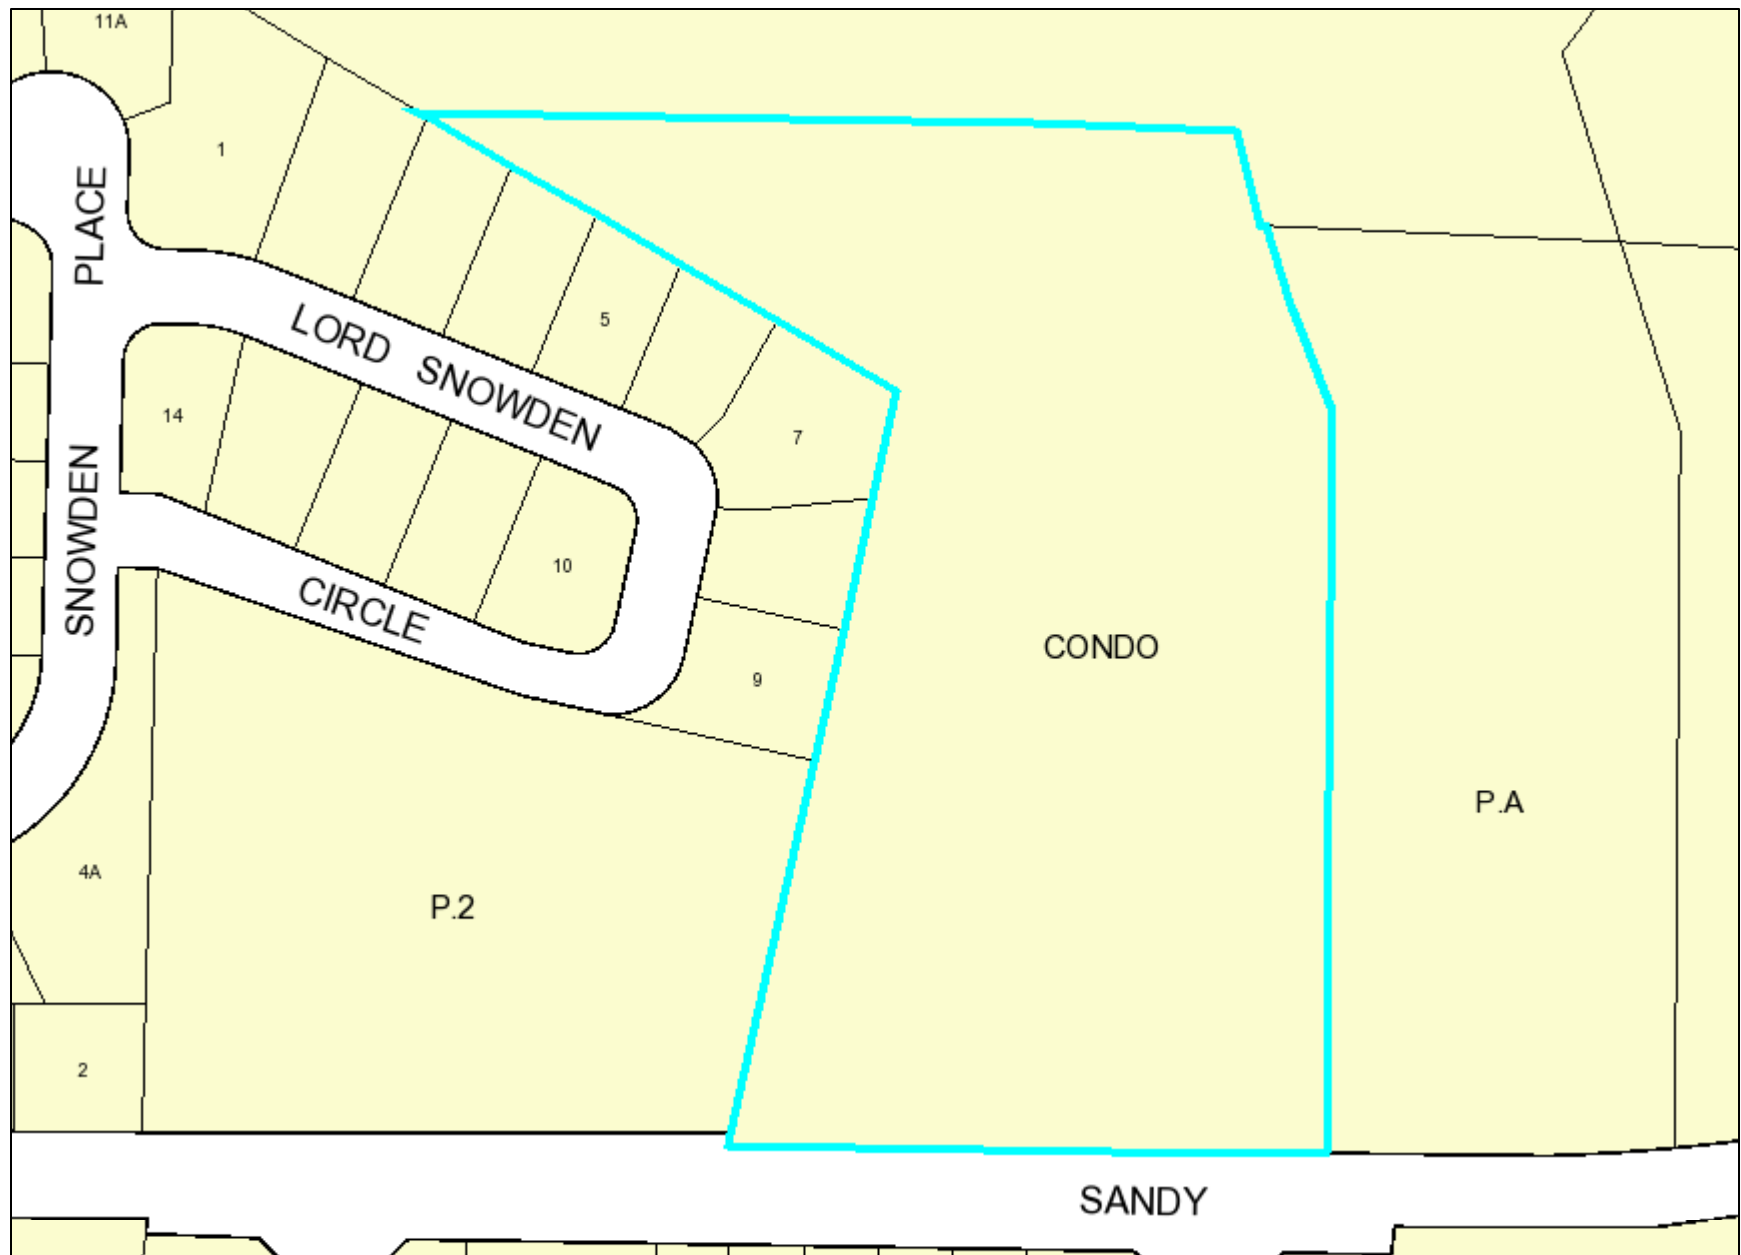 11A
1
PLACE
LORD SNOWDEN
5
14
7
SNOWDEN
10
CIRCLE
CONDO
9
P.A
4A
P.2
2
SANDY